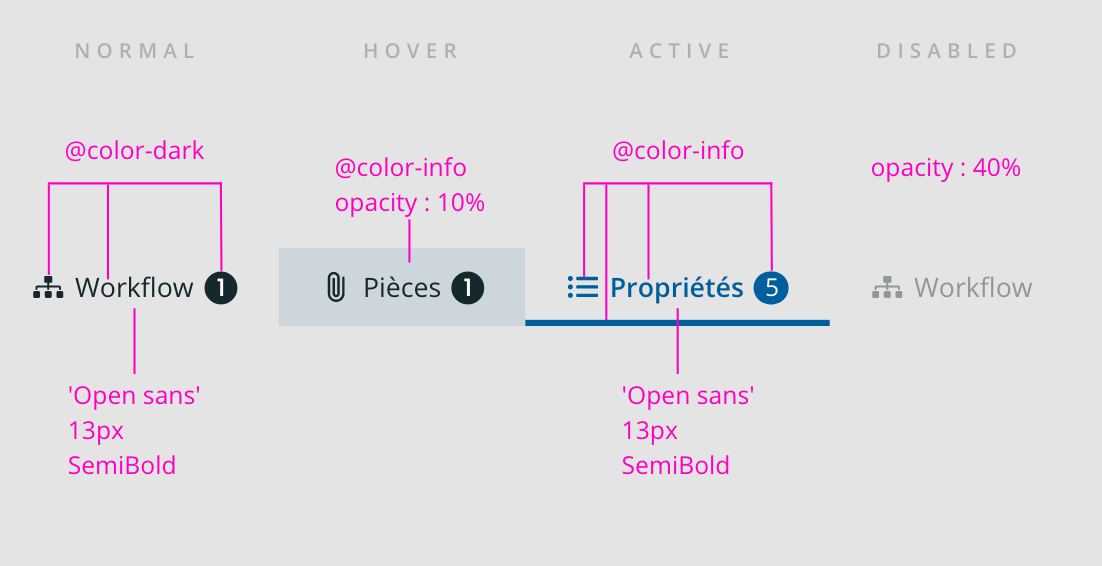 NORMAL
HOVER
ACTIVE
DISABLED
@color-dark
@color-info
opacity : 10%
@color-info
opacity : 40%
Workflow 1
Pièces 1
Propriétés 5
Workflow
'Open sans'
13px
SemiBold
'Open sans'
13px
SemiBold